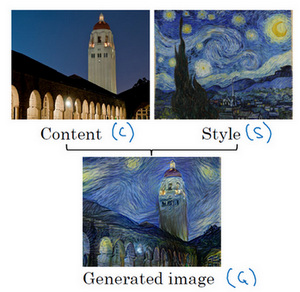 Content (C)
Style (S)
Generated image (G)